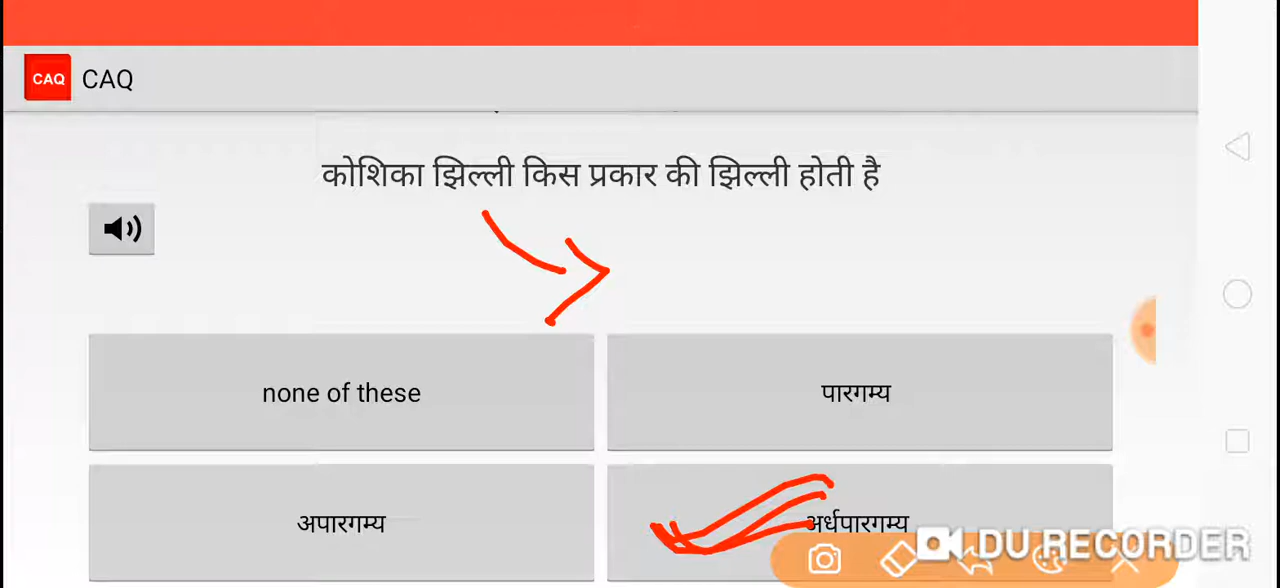 CAQ CAQ
कोशिका झिल्ली किस प्रकार की झिल्ली होती है
none of these
पारगम्य
अपारगम्य
अर्धपारगम्य
DU RECORDER